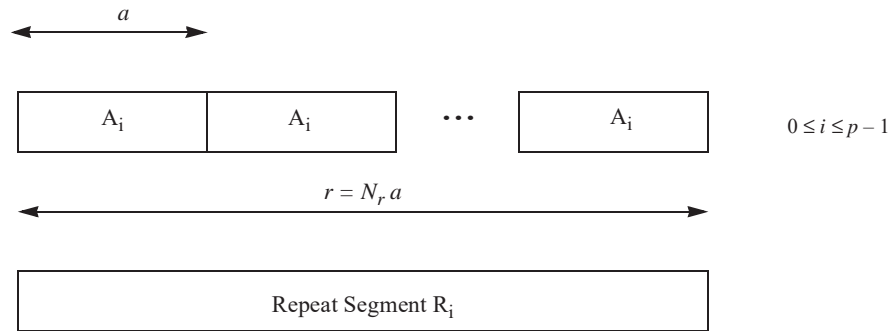 a
A_i A_i ••• A_i 0 ≤ i ≤ p – 1
r = N_r a
Repeat Segment R_i